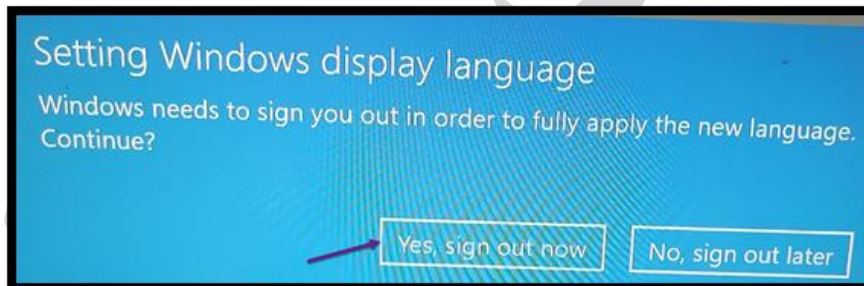 Setting Windows display language
Windows needs to sign you out in order to fully apply the new language.
Continue?
Yes, sign out now
No, sign out later